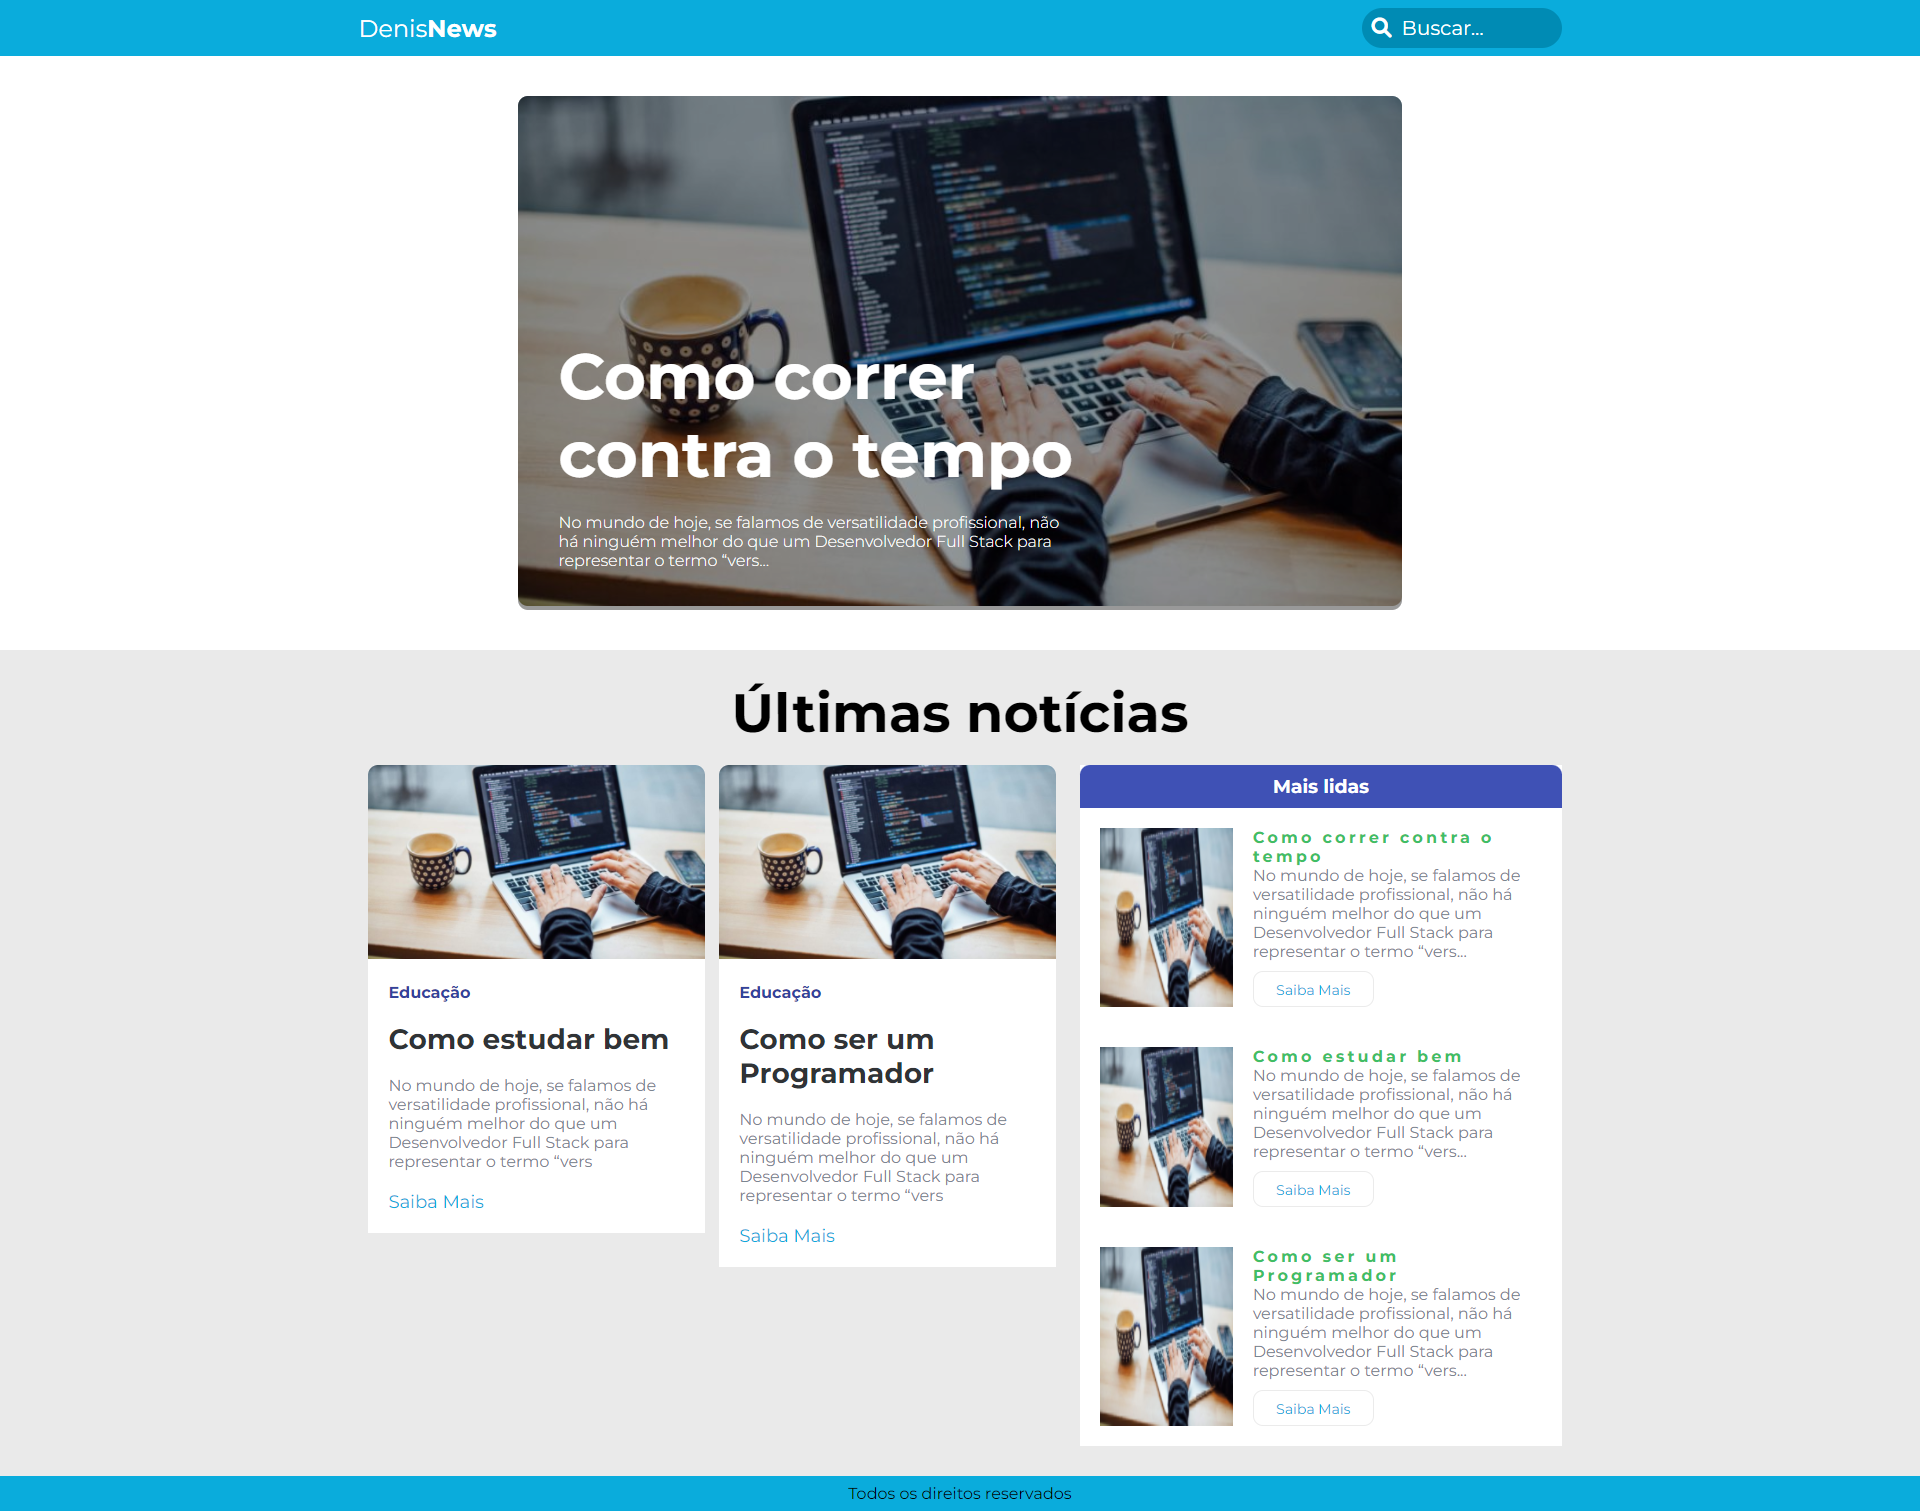 DenisNews
Buscar...
Como correr
contra o tempo
No mundo de hoje, se falamos de versatilidade profissional, não
há ninguém melhor do que um Desenvolvedor Full Stack para
representar o termo “vers...
Últimas notícias
Educação
Como estudar bem
No mundo de hoje, se falamos de
versatilidade profissional, não há
ninguém melhor do que um
Desenvolvedor Full Stack para
representar o termo “vers
Saiba Mais
Educação
Como ser um
Programador
No mundo de hoje, se falamos de
versatilidade profissional, não há
ninguém melhor do que um
Desenvolvedor Full Stack para
representar o termo “vers
Saiba Mais
Mais lidas
Como correr contra o
tempo
No mundo de hoje, se falamos de
versatilidade profissional, não há
ninguém melhor do que um
Desenvolvedor Full Stack para
representar o termo “vers...
Saiba Mais
Como estudar bem
No mundo de hoje, se falamos de
versatilidade profissional, não há
ninguém melhor do que um
Desenvolvedor Full Stack para
representar o termo “vers...
Saiba Mais
Como ser um
Programador
No mundo de hoje, se falamos de
versatilidade profissional, não há
ninguém melhor do que um
Desenvolvedor Full Stack para
representar o termo “vers...
Saiba Mais
Todos os direitos reservados